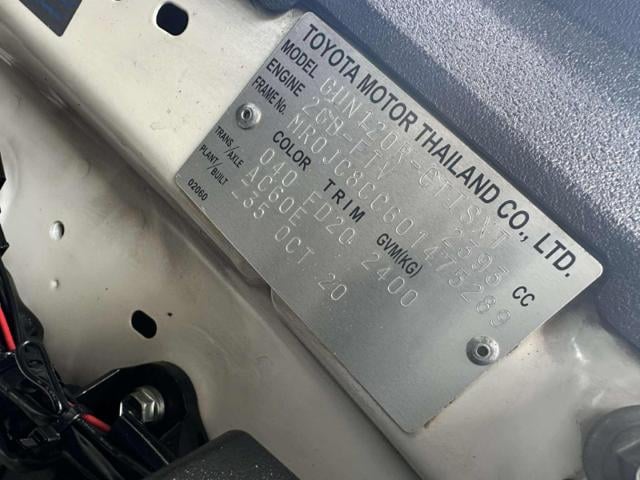 TOYOTA MOTOR THAILAND CO., LTD.
MODEL GUN120R-CTTSXT
ENGINE 2GD-FTV 2393 CC
FRAME No. MR0JC8CC601475289
COLOR TRIM GVM(KG)
040 FD20 2400
TRANS/AXLE AC60E
PLANT/BUILT -S5 OCT 20
02060